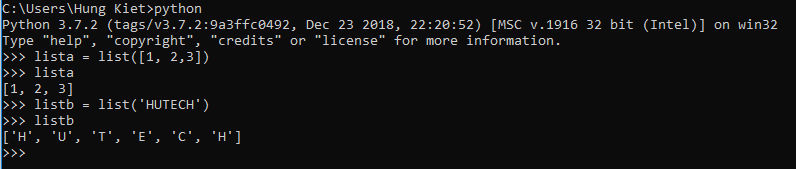 C:\Users\Hung Kiet>python
Python 3.7.2 (tags/v3.7.2:9a3ffc0492, Dec 23 2018, 22:20:52) [MSC v.1916 32 bit (Intel)] on win32
Type "help", "copyright", "credits" or "license" for more information.
>>> lista = list([1, 2,3])
>>> lista
[1, 2, 3]
>>> listb = list('HUTECH')
>>> listb
['H', 'U', 'T', 'E', 'C', 'H']
>>>